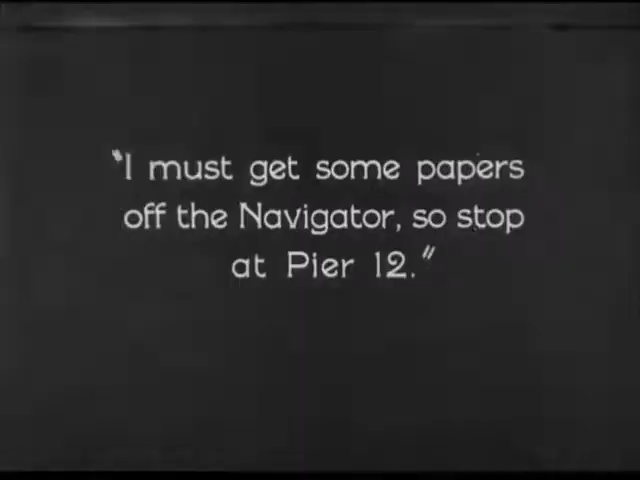 "I must get some papers
off the Navigator, so stop
at Pier 12."